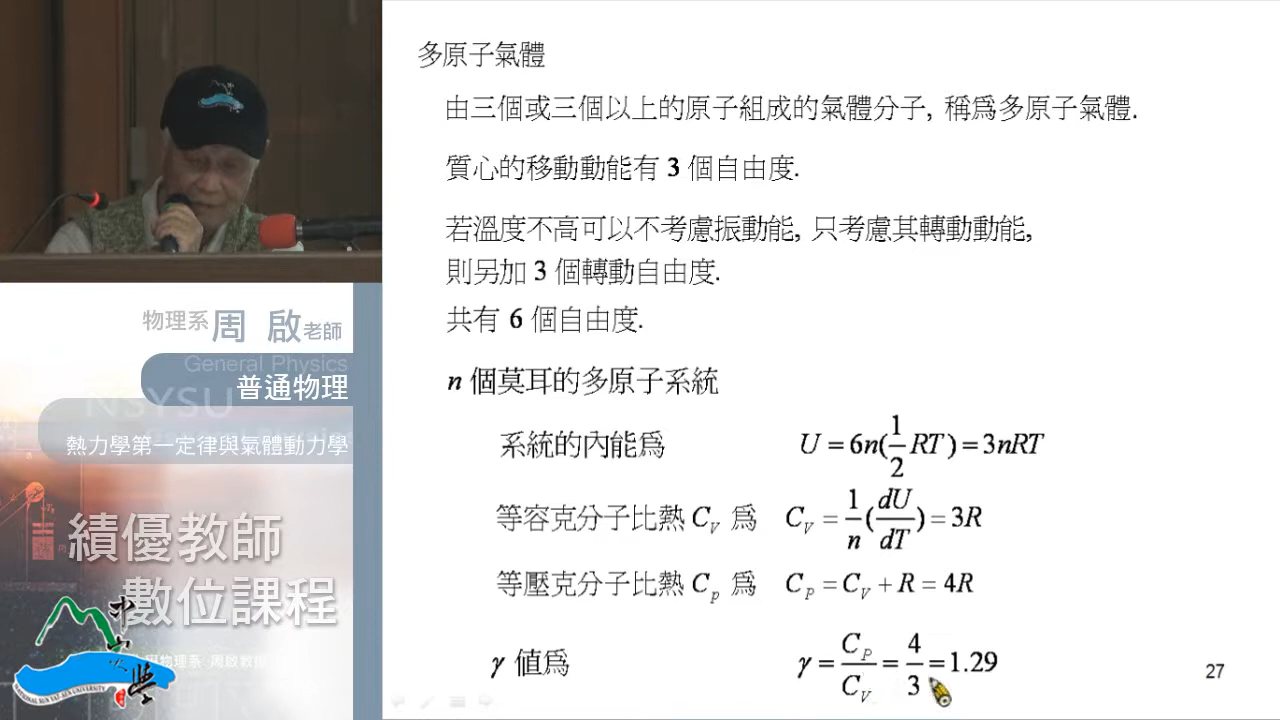 多原子氣體
由三個或三個以上的原子組成的氣體分子, 稱爲多原子氣體.
質心的移動動能有 3 個自由度.
若溫度不高可以不考慮振動能, 只考慮其轉動動能,
則另加 3 個轉動自由度.
共有 6 個自由度.
n 個莫耳的多原子系統
系統的內能爲 U = 6n(1/2 RT) = 3nRT
等容克分子比熱 C_V 爲 C_V = 1/n (dU/dT) = 3R
等壓克分子比熱 C_p 爲 C_P = C_V + R = 4R
γ 值爲 γ = C_P/C_V = 4/3 = 1.29
27
物理系 周 啟 老師
General Physics
普通物理
NSYSU
熱力學第一定律與氣體動力學
績優教師
數位課程